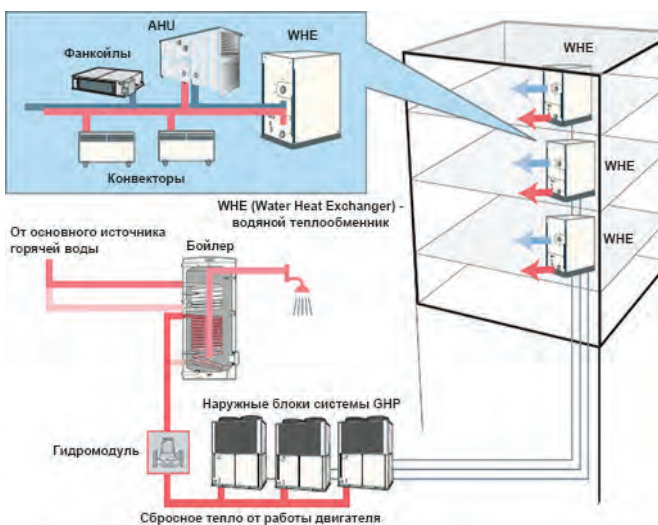 AHU
WHE
Фанкойлы
Конвекторы
WHE
WHE
WHE
WHE (Water Heat Exchanger) -
водяной теплообменник
От основного источника
горячей воды
Бойлер
Наружные блоки системы GHP
Гидромодуль
Сбросное тепло от работы двигателя